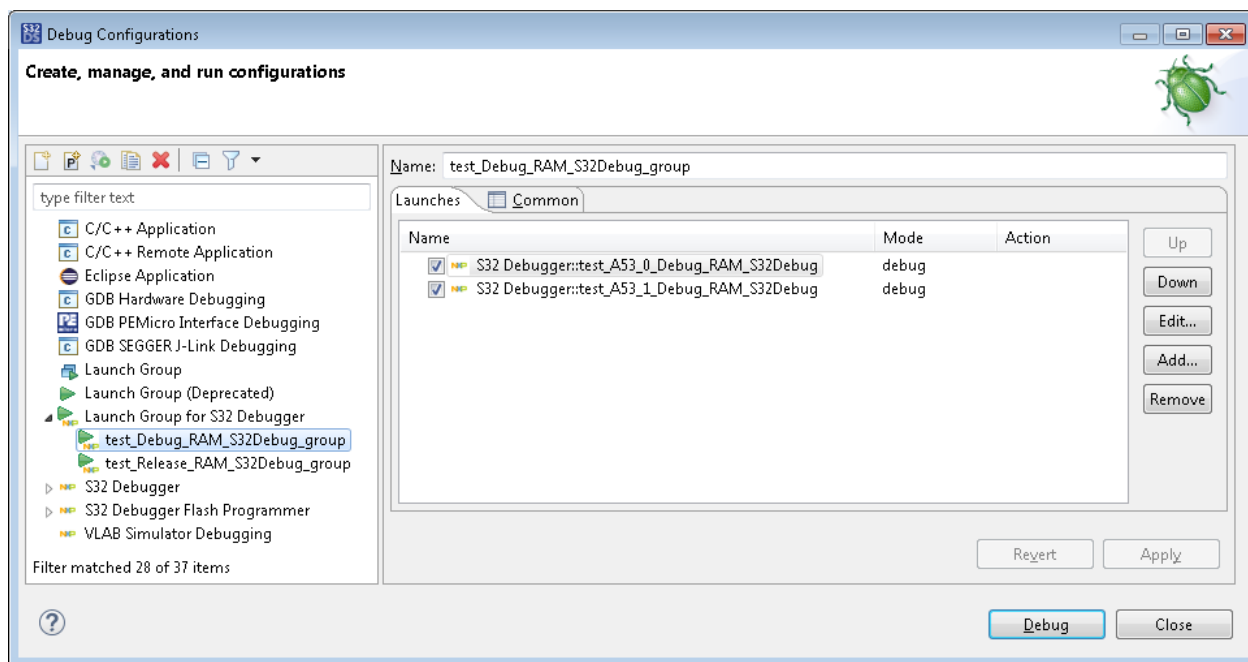 S32 DS Debug Configurations
Create, manage, and run configurations
Name: test_Debug_RAM_S32Debug_group
type filter text
Launches Common
C/C++ Application
C/C++ Remote Application
Eclipse Application
GDB Hardware Debugging
GDB PEMicro Interface Debugging
GDB SEGGER J-Link Debugging
Launch Group
Launch Group (Deprecated)
Launch Group for S32 Debugger
test_Debug_RAM_S32Debug_group
test_Release_RAM_S32Debug_group
S32 Debugger
S32 Debugger Flash Programmer
VLAB Simulator Debugging
Filter matched 28 of 37 items
Name Mode Action
S32 Debugger::test_A53_0_Debug_RAM_S32Debug debug
S32 Debugger::test_A53_1_Debug_RAM_S32Debug debug
Up
Down
Edit...
Add...
Remove
Revert Apply
? Debug Close